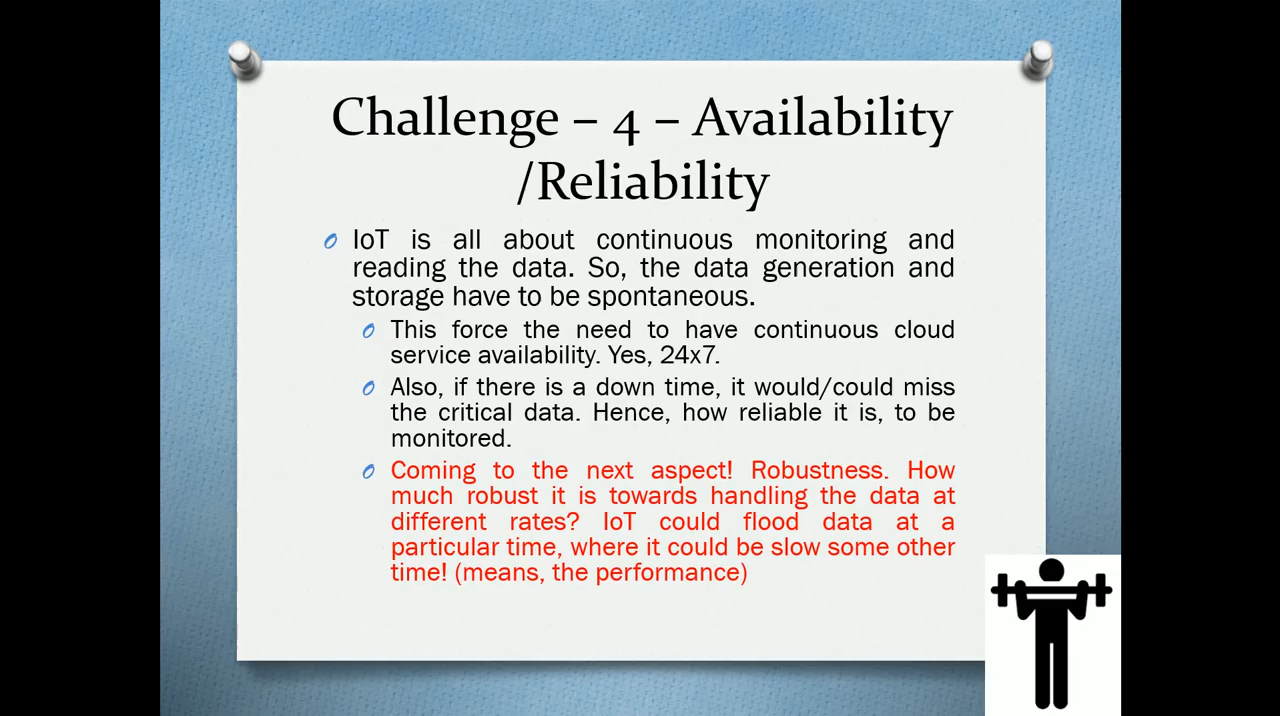 Challenge – 4 – Availability
/Reliability
IoT is all about continuous monitoring and
reading the data. So, the data generation and
storage have to be spontaneous.
This force the need to have continuous cloud
service availability. Yes, 24x7.
Also, if there is a down time, it would/could miss
the critical data. Hence, how reliable it is, to be
monitored.
Coming to the next aspect! Robustness. How
much robust it is towards handling the data at
different rates? IoT could flood data at a
particular time, where it could be slow some other
time! (means, the performance)